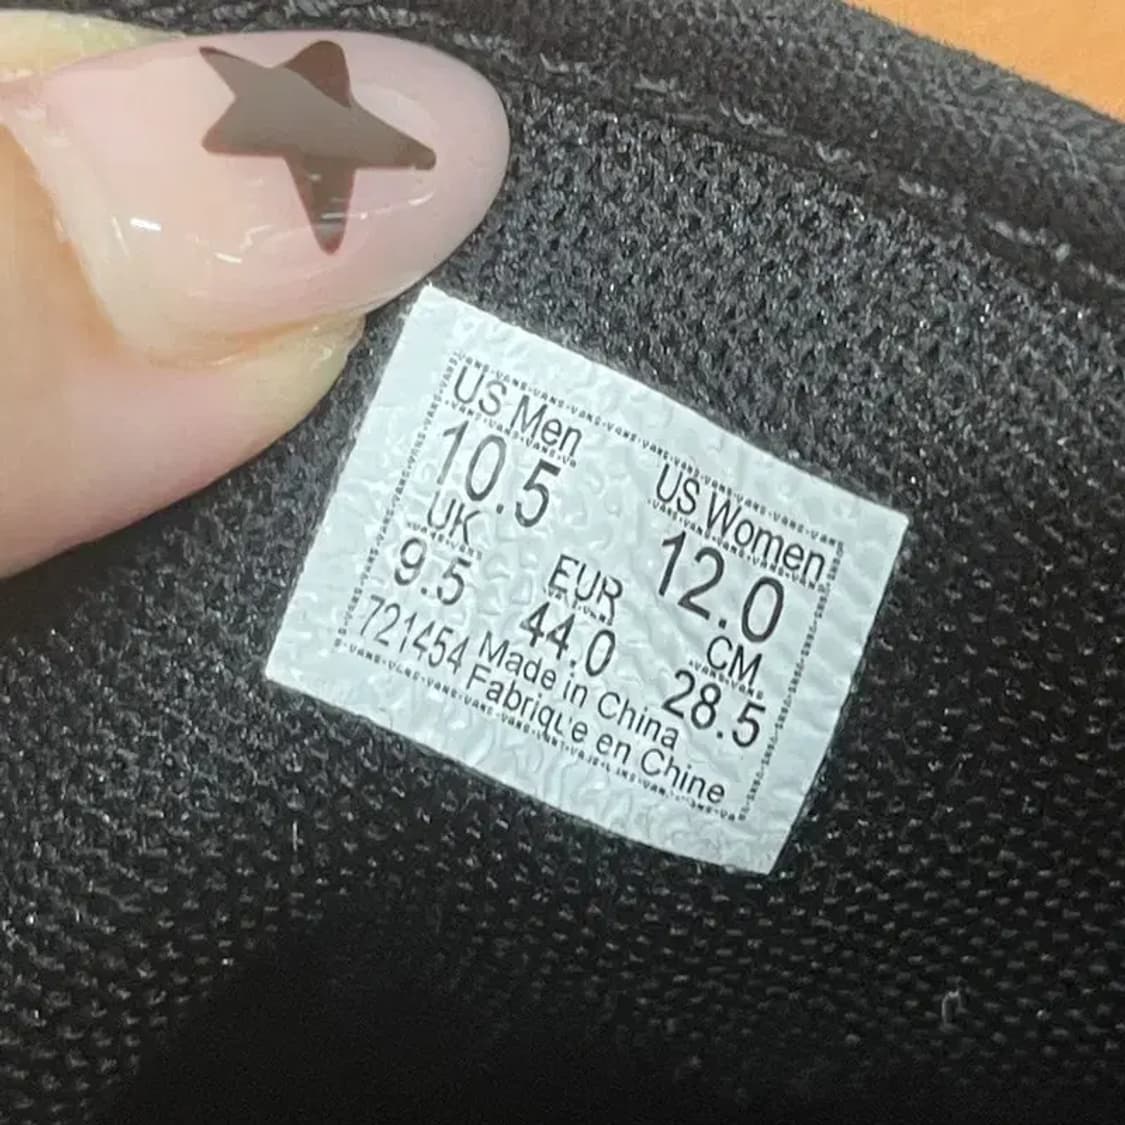 US Men
10.5
US Women
12.0
UK
9.5
EUR
44.0
CM
28.5
721454
Made in China
Fabrique en Chine